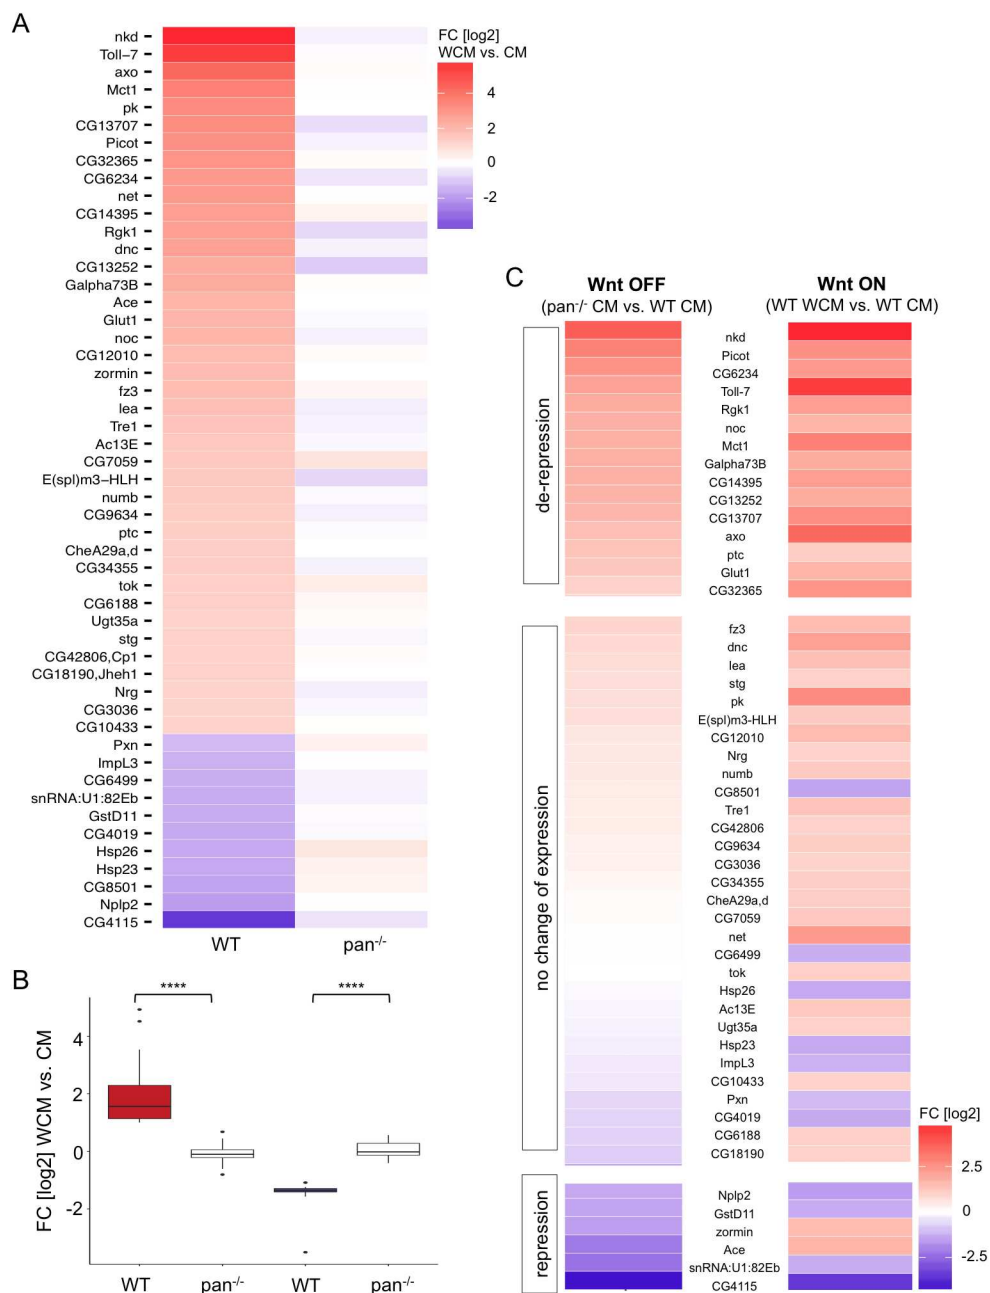 A
FC [log2]
WCM vs. CM
4
2
0
-2
nkd
Toll-7
axo
Mct1
pk
CG13707
Picot
CG32365
CG6234
net
CG14395
Rgk1
dnc
CG13252
Galpha73B
Ace
Glut1
noc
CG12010
zormin
fz3
lea
Tre1
Ac13E
CG7059
E(spl)m3-HLH
numb
CG9634
ptc
CheA29a,d
CG34355
tok
CG6188
Ugt35a
stg
CG42806,Cp1
CG18190,Jheh1
Nrg
CG3036
CG10433
Pxn
ImpL3
CG6499
snRNA:U1:82Eb
GstD11
CG4019
Hsp26
Hsp23
CG8501
Nplp2
CG4115
WT
pan-/-
B
FC [log2] WCM vs. CM
4
2
0
-2
****
****
WT
pan-/-
WT
pan-/-
C
Wnt OFF
(pan-/- CM vs. WT CM)
Wnt ON
(WT WCM vs. WT CM)
de-repression
nkd
Picot
CG6234
Toll-7
Rgk1
noc
Mct1
Galpha73B
CG14395
CG13252
CG13707
axo
ptc
Glut1
CG32365
no change of expression
fz3
dnc
lea
stg
pk
E(spl)m3-HLH
CG12010
Nrg
numb
CG8501
Tre1
CG42806
CG9634
CG3036
CG34355
CheA29a,d
CG7059
net
CG6499
tok
Hsp26
Ac13E
Ugt35a
Hsp23
ImpL3
CG10433
Pxn
CG4019
CG6188
CG18190
repression
Nplp2
GstD11
zormin
Ace
snRNA:U1:82Eb
CG4115
FC [log2]
2.5
0
-2.5